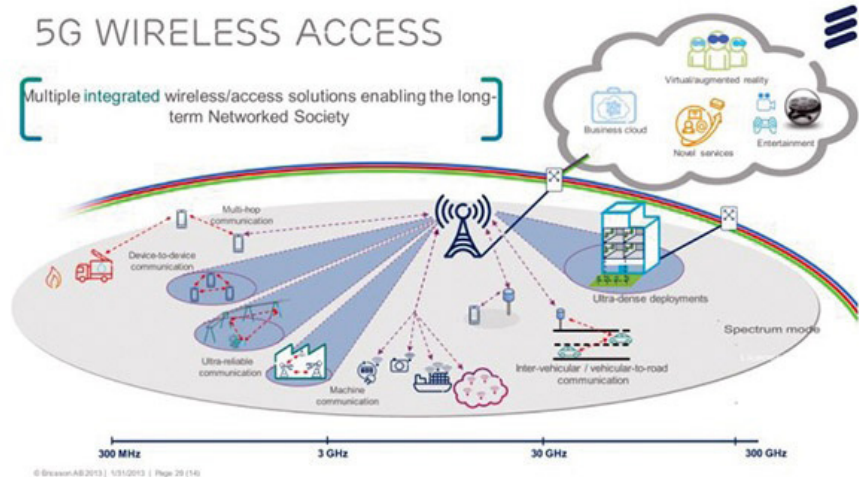 5G WIRELESS ACCESS
Multiple integrated wireless/access solutions enabling the long-
term Networked Society
Virtual/augmented reality
Business cloud
Novel services
Entertainment
Multi-hop
communication
Device-to-device
communication
Ultra-dense deployments
Ultra-reliable
communication
Spectrum mode
Inter-vehicular / vehicular-to-road
communication
Machine
communication
300 MHz
3 GHz
30 GHz
300 GHz
© Ericsson AB 2013 | 1/31/2013 | Page 28 (14)